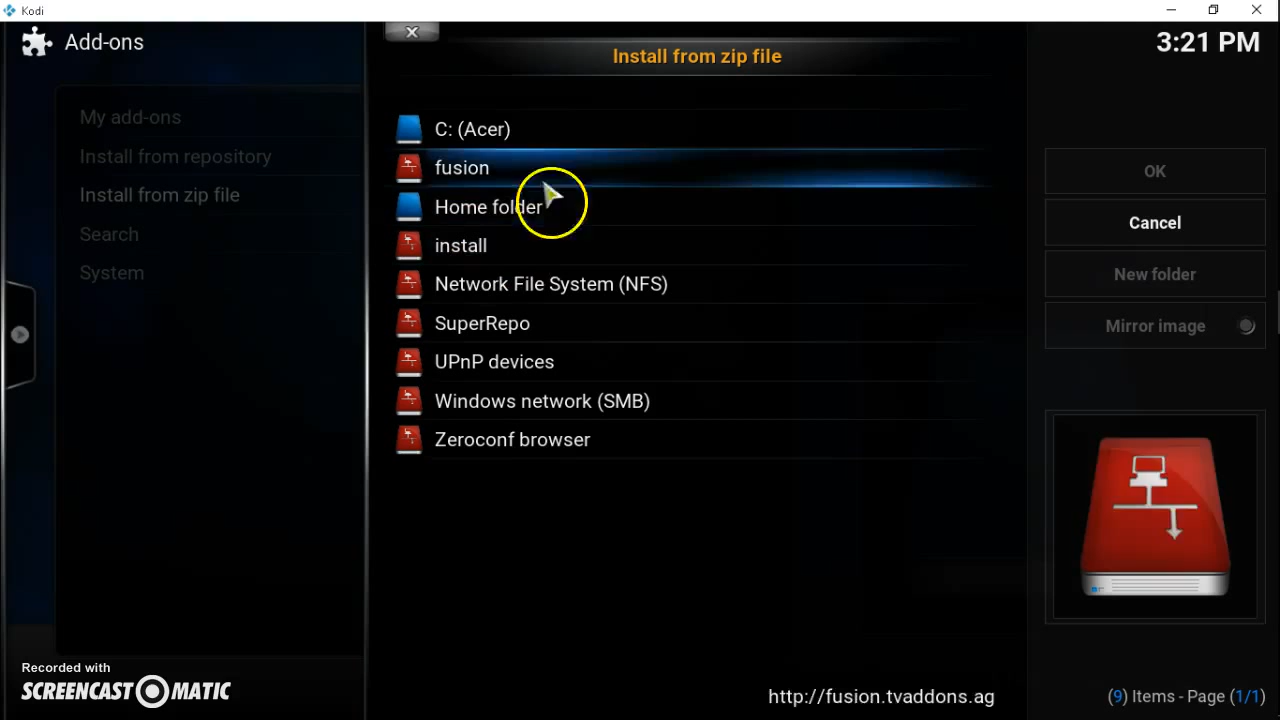 Kodi
Add-ons
Install from zip file
3:21 PM
My add-ons
Install from repository
Install from zip file
Search
System
C: (Acer)
fusion
Home folder
install
Network File System (NFS)
SuperRepo
UPnP devices
Windows network (SMB)
Zeroconf browser
OK
Cancel
New folder
Mirror image
Recorded with
SCREENCAST-O-MATIC
http://fusion.tvaddons.ag
(9) Items - Page (1/1)